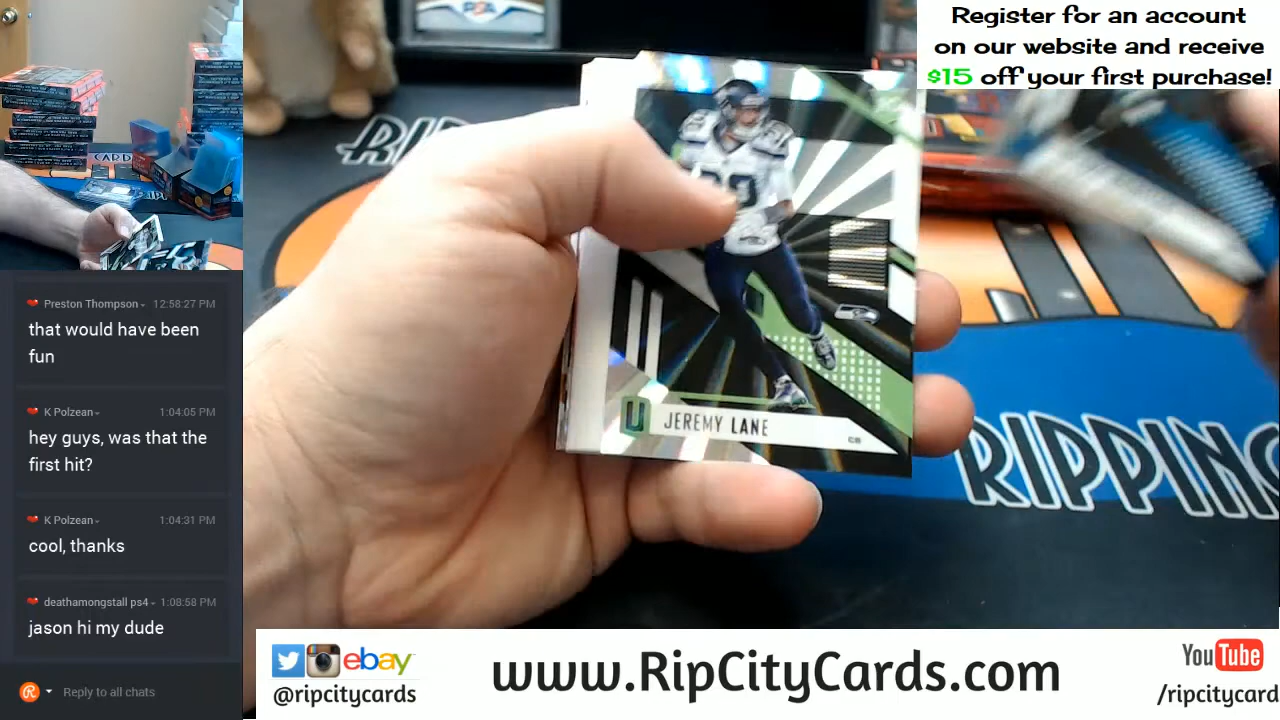 Register for an account
on our website and receive
$15 off your first purchase!
PSA
CARD
RIPPING
JEREMY LANE
CB
U
RIPPING
Preston Thompson 12:58:27 PM
that would have been
fun
K Polzean 1:04:05 PM
hey guys, was that the
first hit?
K Polzean 1:04:31 PM
cool, thanks
deathamongstall ps4 1:08:58 PM
jason hi my dude
Reply to all chats
ebay
@ripcitycards
www.RipCityCards.com
YouTube
/ripcitycard